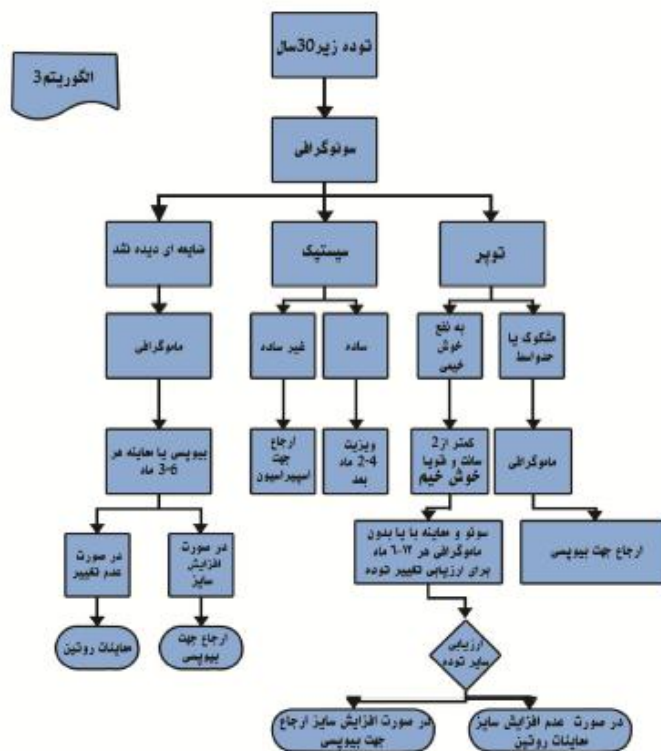 الگوریتم3
توده زیر30سال
سونوگرافی
ضایعه ای دیده نشد
سیستیک
توپر
ماموگرافی
غیر ساده
ساده
به نفع
خوش
خیمی
مشکوک یا
حدواسط
بیوپسی یا معاینه هر
3-6 ماه
ارجاع
جهت
اسپیراسیون
ویزیت
2-4 ماه
بعد
کمتر از2
سانت و قویا
خوش خیم
ماموگرافی
در صورت
عدم تغییر
در صورت
افزایش
سایز
سونو و معاینه با یا بدون
ماموگرافی هر ۱۲-۶ ماه
برای ارزیابی تغییر توده
ارجاع جهت بیوپسی
معاینات روتین
ارجاع جهت
بیوپسی
ارزیابی
سایز توده
در صورت افزایش سایز ارجاع
جهت بیوپسی
در صورت عدم افزایش سایز
معاینات روتین